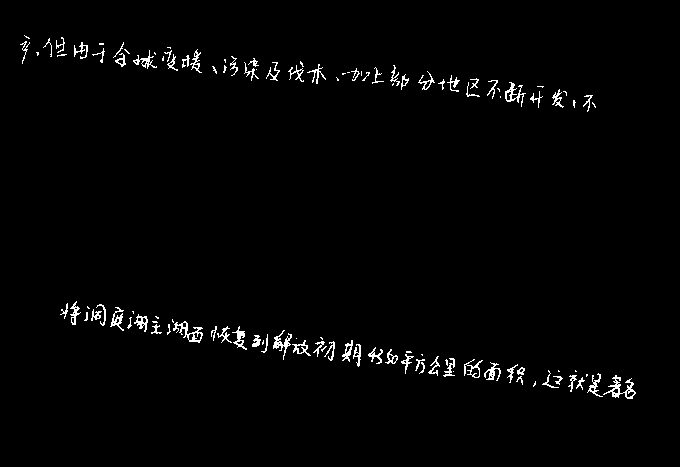 享，但由于全球变暖、污染及伐木、加上部分地区不断开发，不
将洞庭湖主湖面恢复到解放初期4350平方公里的面积，这就是著名